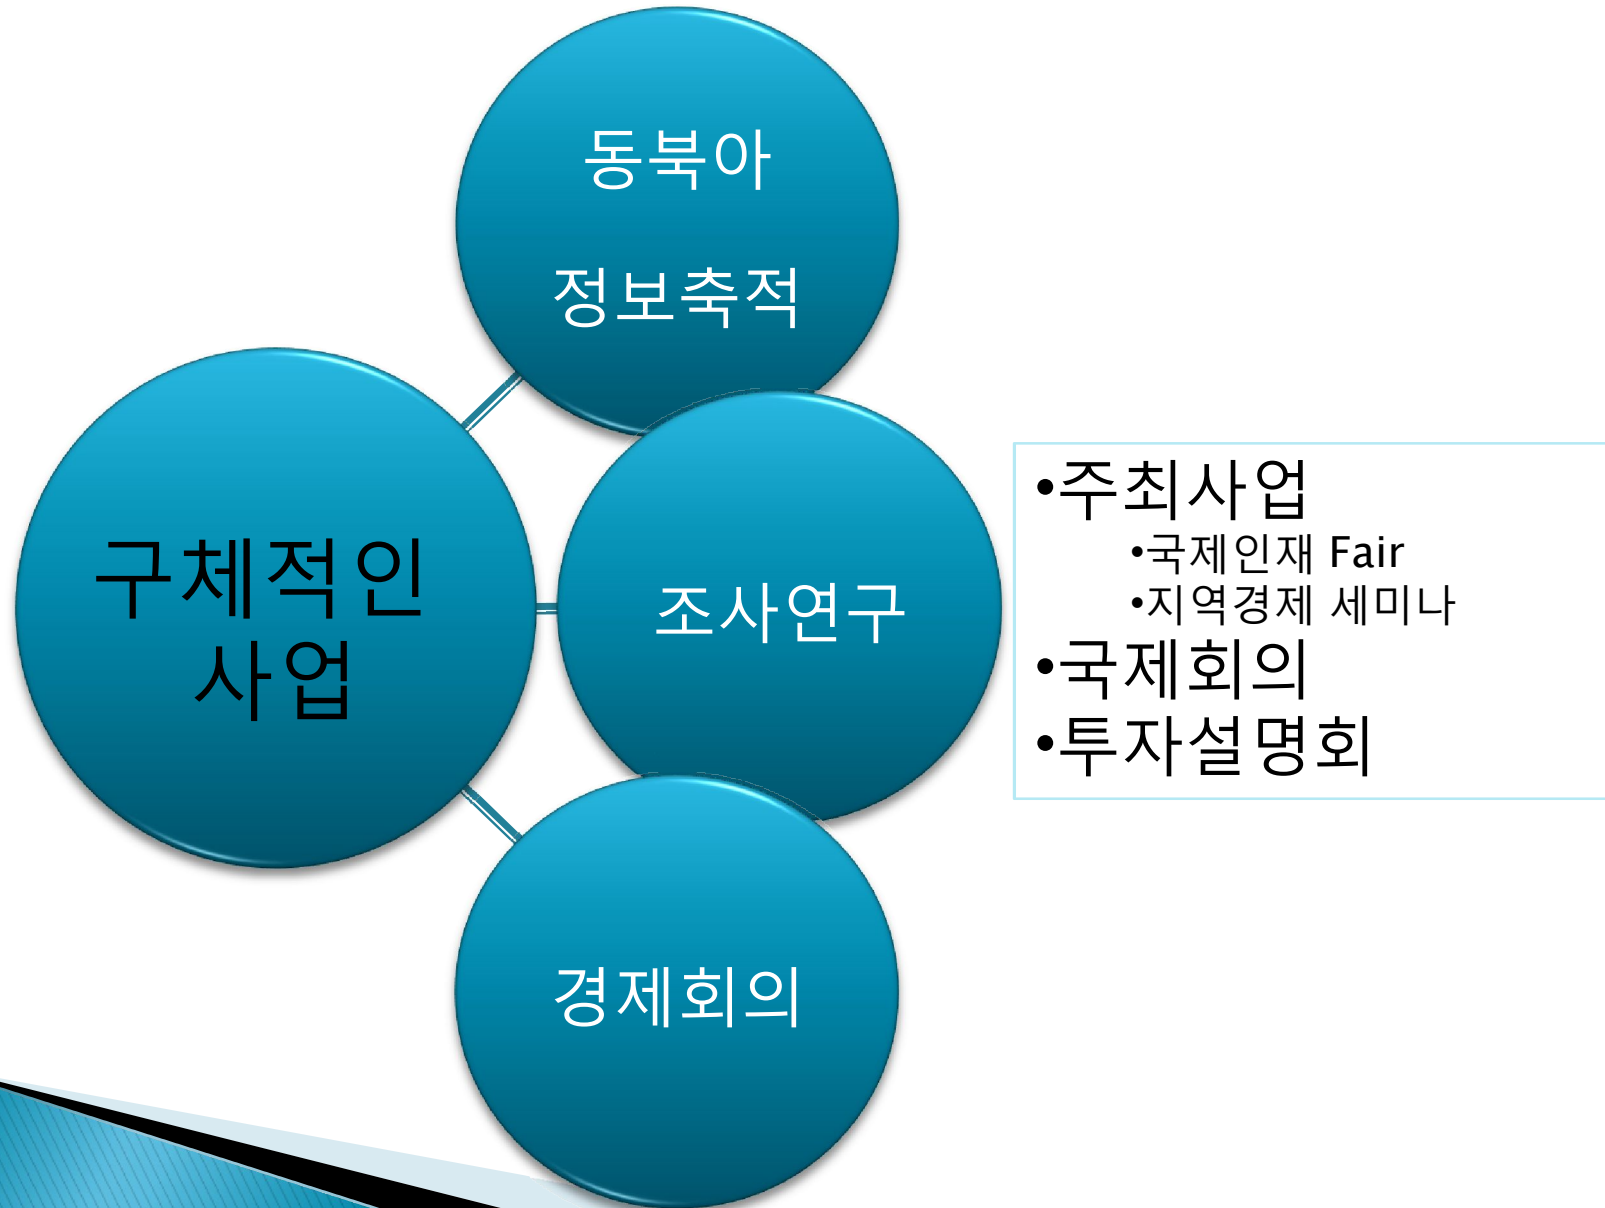 동북아
정보축적
구체적인
사업
조사연구
•주최사업
•국제인재 Fair
•지역경제 세미나
•국제회의
•투자설명회
경제회의